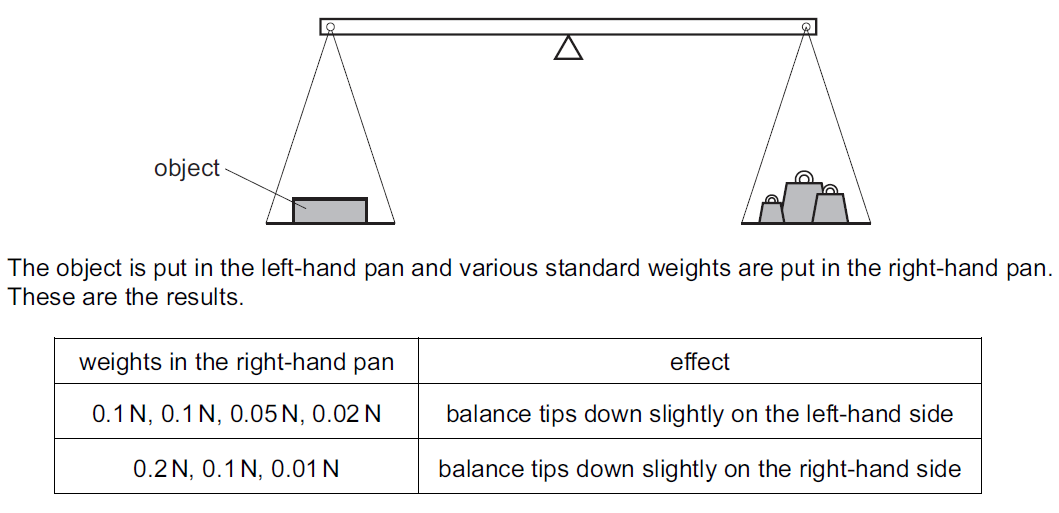 object
The object is put in the left-hand pan and various standard weights are put in the right-hand pan.
These are the results.
weights in the right-hand pan effect
0.1 N, 0.1 N, 0.05 N, 0.02 N balance tips down slightly on the left-hand side
0.2 N, 0.1 N, 0.01 N balance tips down slightly on the right-hand side